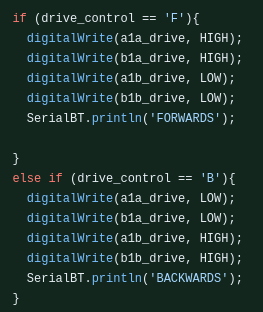 if (drive_control == 'F'){
  digitalWrite(a1a_drive, HIGH);
  digitalWrite(b1a_drive, HIGH);
  digitalWrite(a1b_drive, LOW);
  digitalWrite(b1b_drive, LOW);
  SerialBT.println('FORWARDS');

}
else if (drive_control == 'B'){
  digitalWrite(a1a_drive, LOW);
  digitalWrite(b1a_drive, LOW);
  digitalWrite(a1b_drive, HIGH);
  digitalWrite(b1b_drive, HIGH);
  SerialBT.println('BACKWARDS');
}